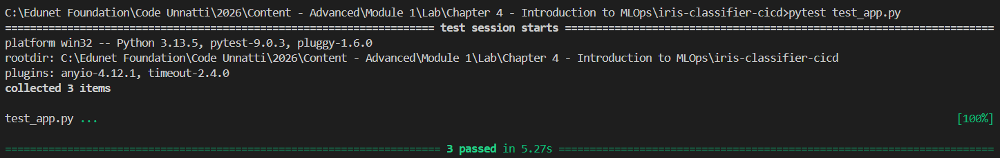 C:\Edunet Foundation\Code Unnatti\2026\Content - Advanced\Module 1\Lab\Chapter 4 - Introduction to MLOps\iris-classifier-cicd>pytest test_app.py
============================= test session starts =============================
platform win32 -- Python 3.13.5, pytest-9.0.3, pluggy-1.6.0
rootdir: C:\Edunet Foundation\Code Unnatti\2026\Content - Advanced\Module 1\Lab\Chapter 4 - Introduction to MLOps\iris-classifier-cicd
plugins: anyio-4.12.1, timeout-2.4.0
collected 3 items
test_app.py ... [100%]
============================= 3 passed in 5.27s =============================